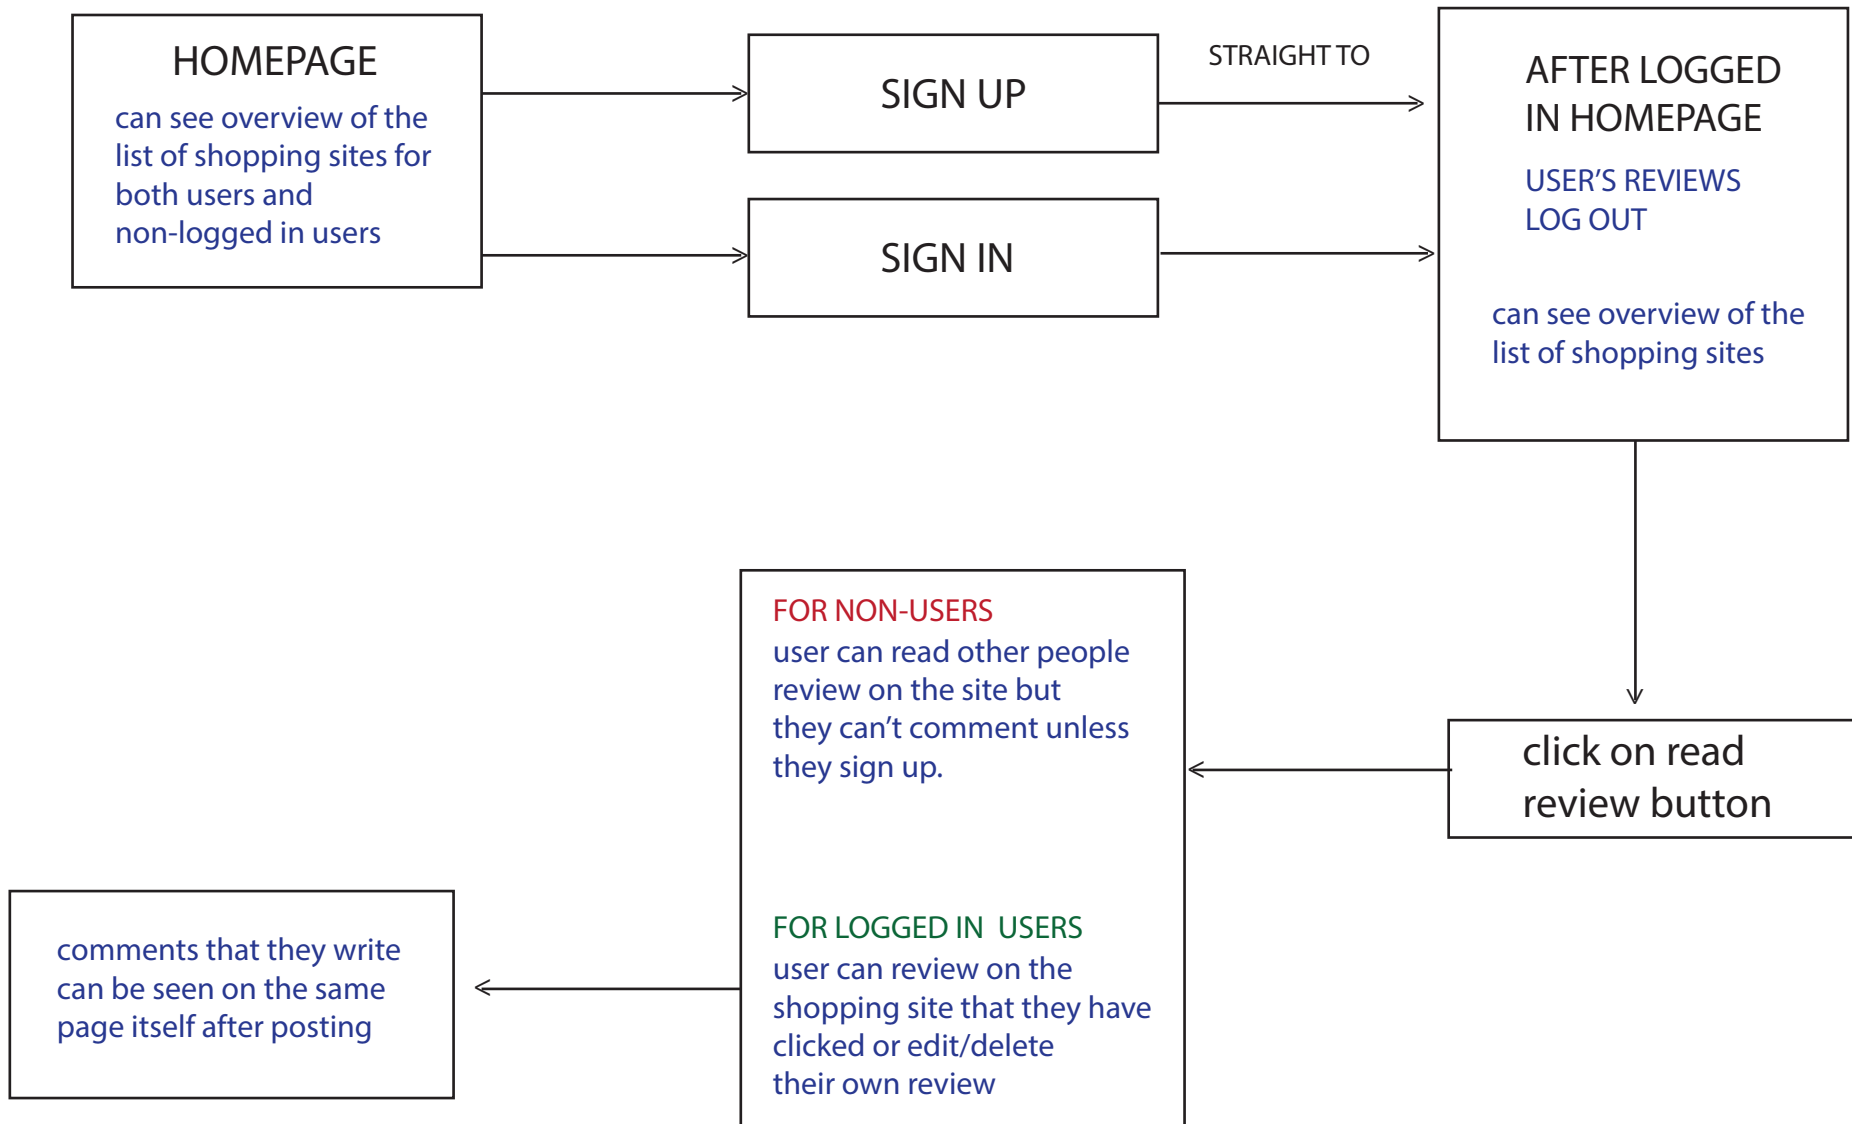 HOMEPAGE
can see overview of the
list of shopping sites for
both users and
non-logged in users
SIGN UP
SIGN IN
STRAIGHT TO
AFTER LOGGED
IN HOMEPAGE
USER'S REVIEWS
LOG OUT
can see overview of the
list of shopping sites
click on read
review button
FOR NON-USERS
user can read other people
review on the site but
they can't comment unless
they sign up.
FOR LOGGED IN  USERS
user can review on the
shopping site that they have
clicked or edit/delete
their own review
comments that they write
can be seen on the same
page itself after posting